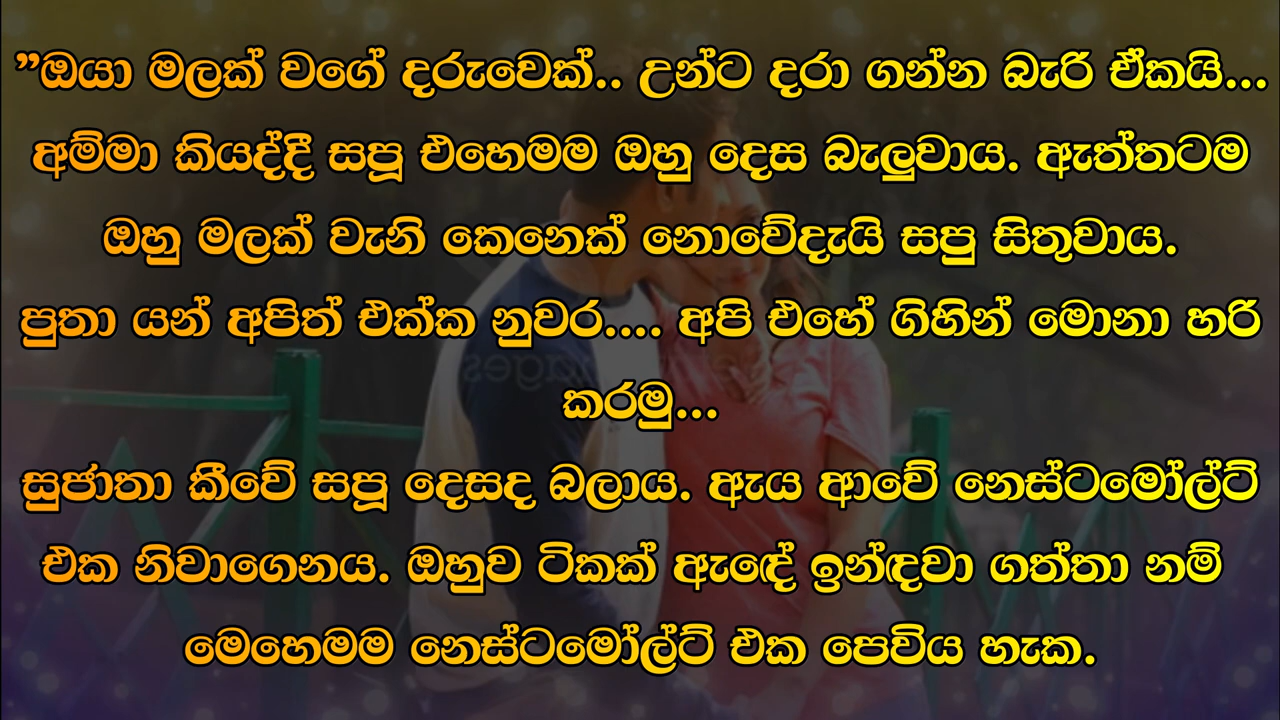 ”ඔයා මලක් වගේ දරුවෙක්.. උන්ට දරා ගන්න බැරි ඒකයි...
අම්මා කියද්දී සපූ එහෙමම ඔහු දෙස බැලුවාය. ඇත්තටම
ඔහු මලක් වැනි කෙනෙක් නොවේදැයි සපු සිතුවාය.
පුතා යන් අපිත් එක්ක නුවර.... අපි එහේ ගිහින් මොනා හරි
කරමු...
සුජාතා කීවේ සපූ දෙසද බලාය. ඇය ආවේ නෙස්ටමෝල්ට්
එක නිවාගෙනය. ඔහුව ටිකක් ඇඳේ ඉන්ඳවා ගත්තා නම්
මෙහෙමම නෙස්ටමෝල්ට් එක පෙවිය හැක.